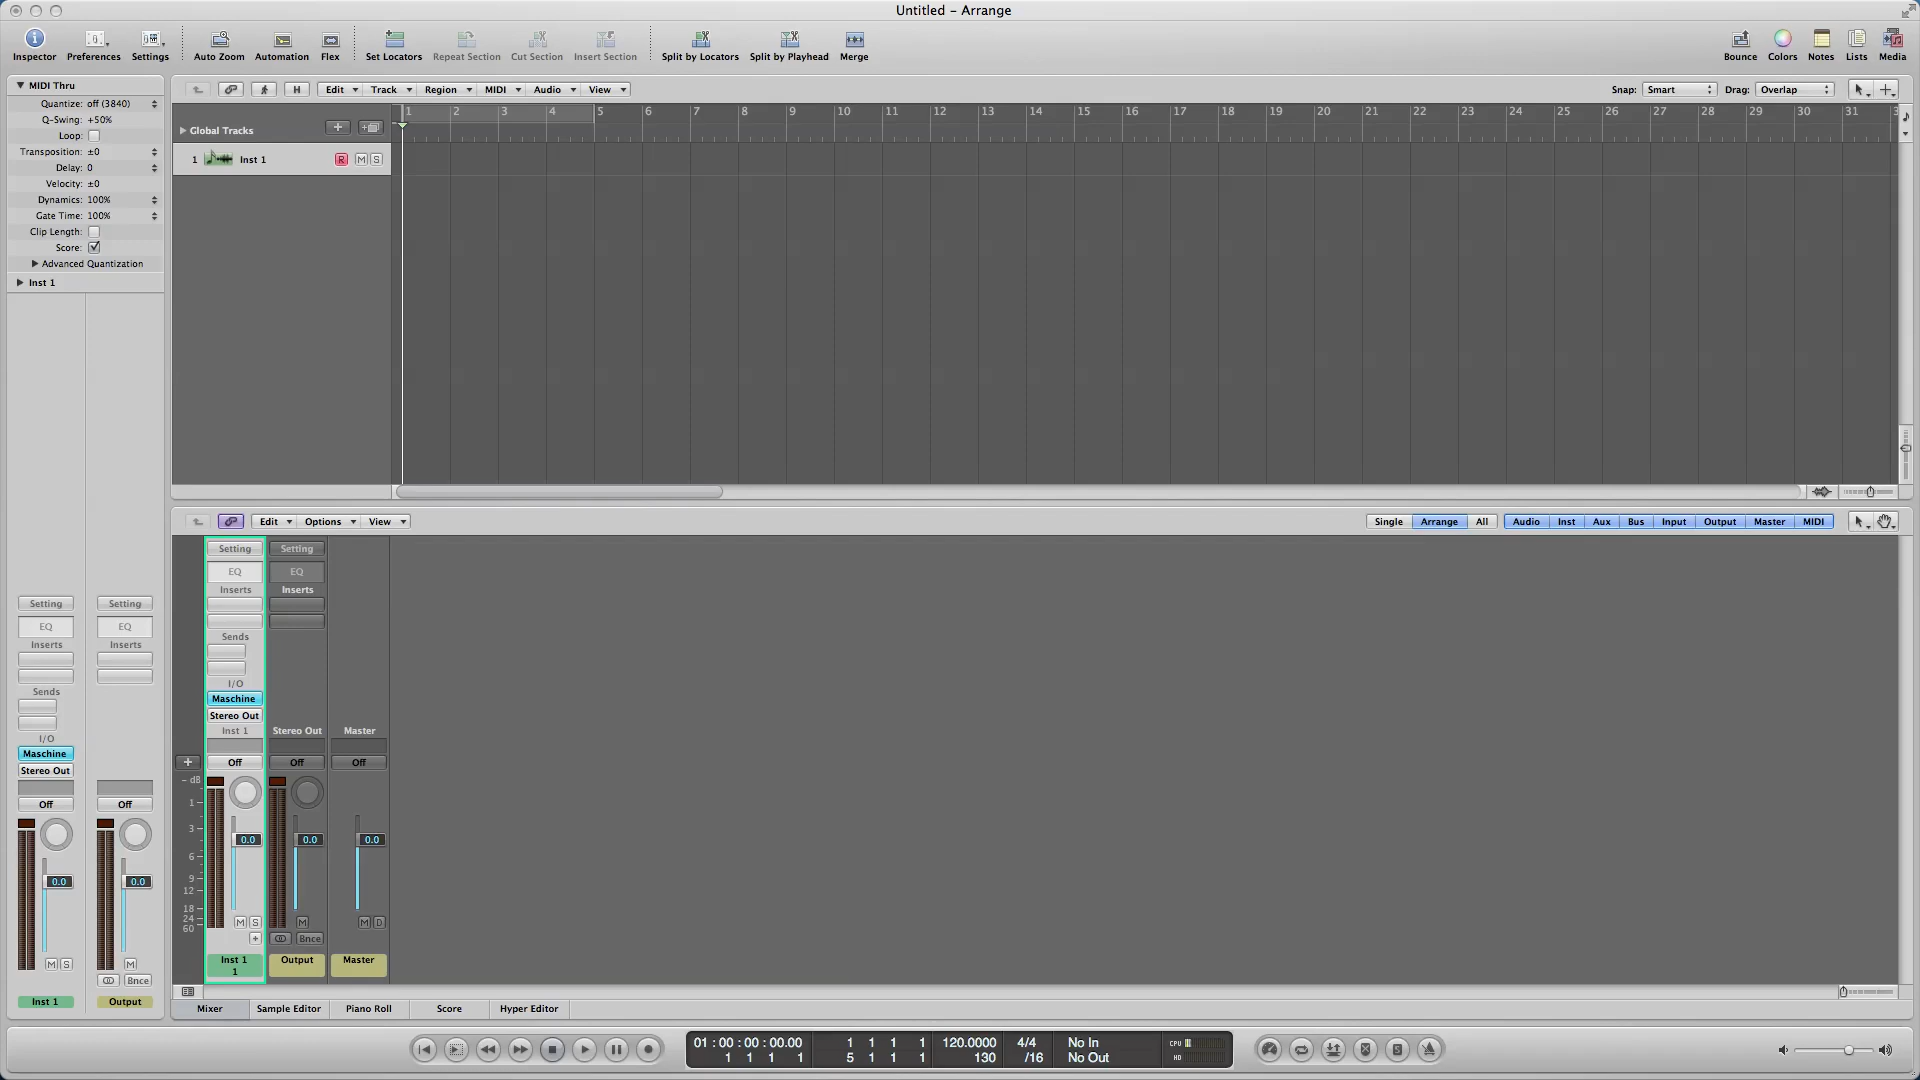 Untitled – Arrange
Inspector Preferences Settings Auto Zoom Automation Flex Set Locators Repeat Section Cut Section Insert Section Split by Locators Split by Playhead Merge Bounce Colors Notes Lists Media
MIDI Thru
Quantize: off (3840)
Q-Swing: +50%
Loop:
Transposition: ±0
Delay: 0
Velocity: ±0
Dynamics: 100%
Gate Time: 100%
Clip Length:
Score:
Advanced Quantization
Inst 1
H Edit Track Region MIDI Audio View Snap: Smart Drag: Overlap
1 2 3 4 5 6 7 8 9 10 11 12 13 14 15 16 17 18 19 20 21 22 23 24 25 26 27 28 29 30 31
Global Tracks
1 Inst 1 R M S
Edit Options View Single Arrange All Audio Inst Aux Bus Input Output Master MIDI
Setting Setting
EQ EQ
Inserts Inserts
Sends
I/O
Maschine
Stereo Out
Inst 1 Stereo Out Master
Off Off Off
- dB
1
3
6
9
12
18
24
60
0.0 0.0 0.0
M S M M D
Bnce
Inst 1 Output Master
1
Setting Setting
EQ EQ
Inserts Inserts
Sends
I/O
Maschine
Stereo Out
Off Off
0.0 0.0
M S M
Bnce
Inst 1 Output
Mixer Sample Editor Piano Roll Score Hyper Editor
01 : 00 : 00 : 00.00 1 1 1 1 120.0000 4/4 No In CPU
1 1 1 1 5 1 1 1 130 /16 No Out HD